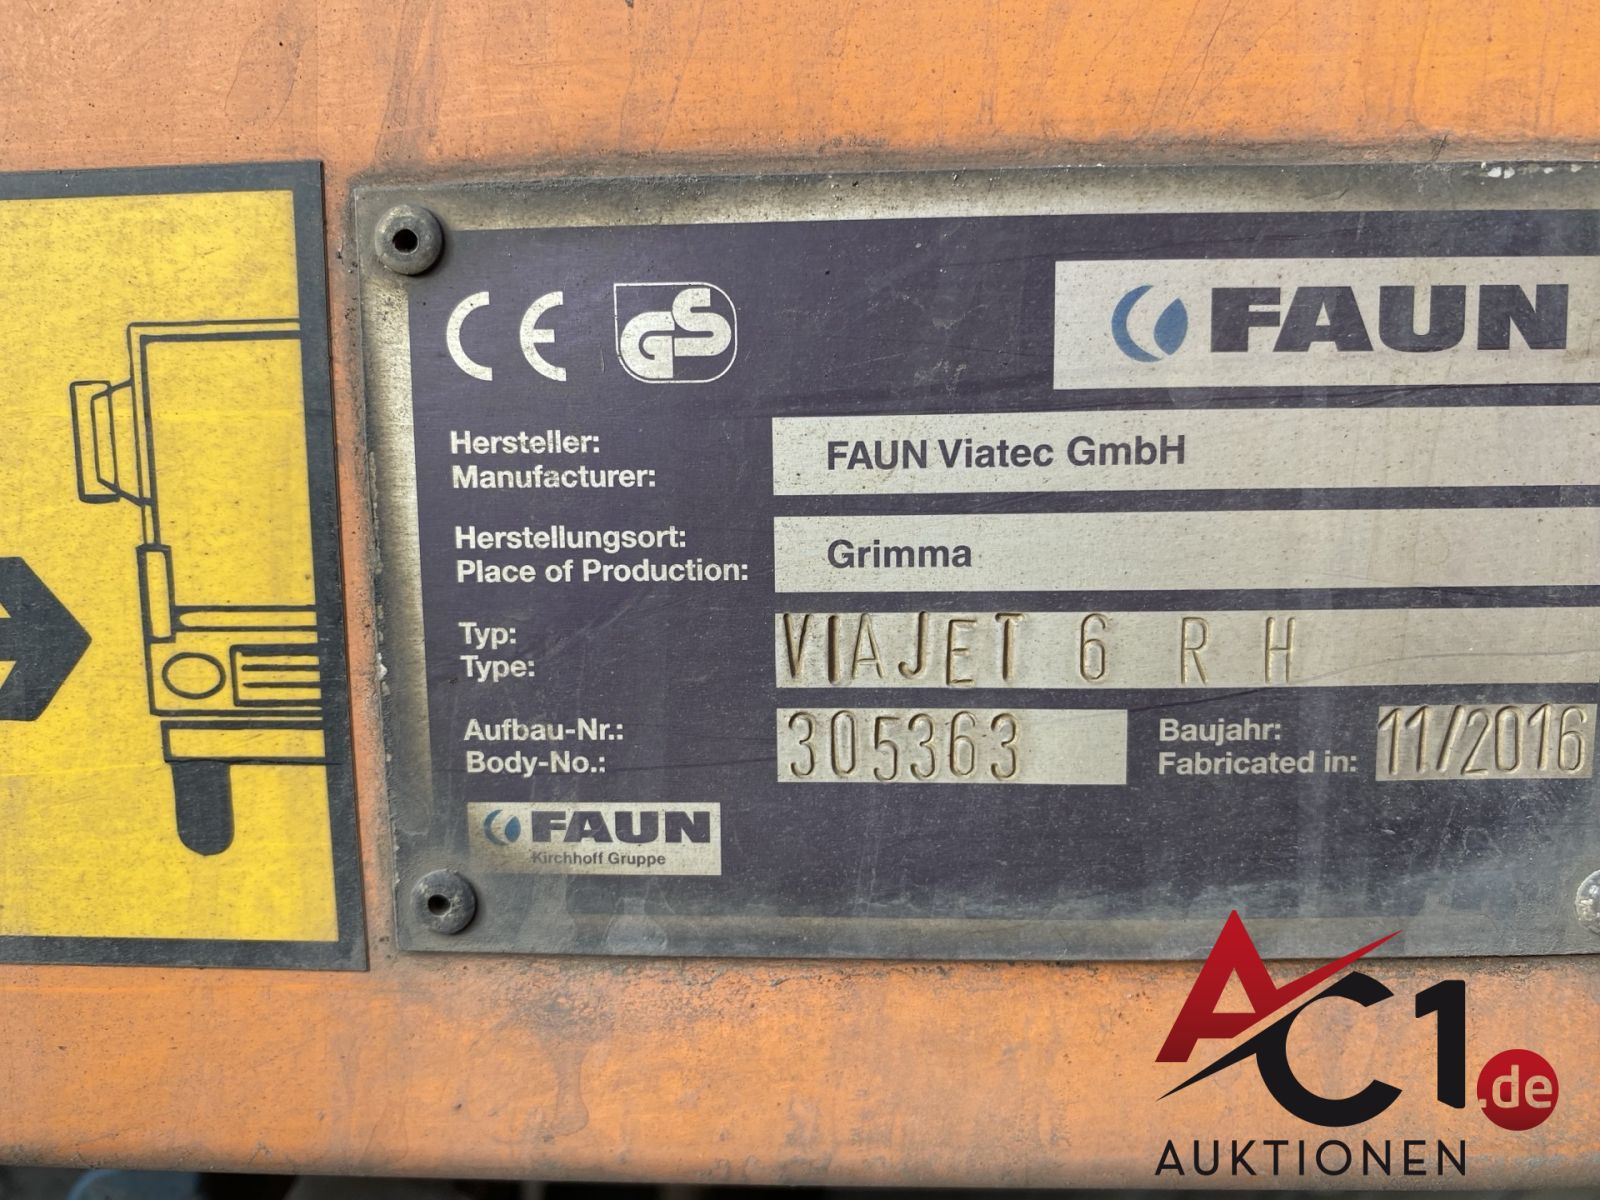 CE GS
FAUN
Hersteller:
Manufacturer:
FAUN Viatec GmbH
Herstellungsort:
Place of Production:
Grimma
Typ:
Type:
VIAJET 6 R H
Aufbau-Nr.:
Body-No.:
305363
Baujahr:
Fabricated in:
11/2016
FAUN
Kirchhoff Gruppe
AC1.de
AUKTIONEN